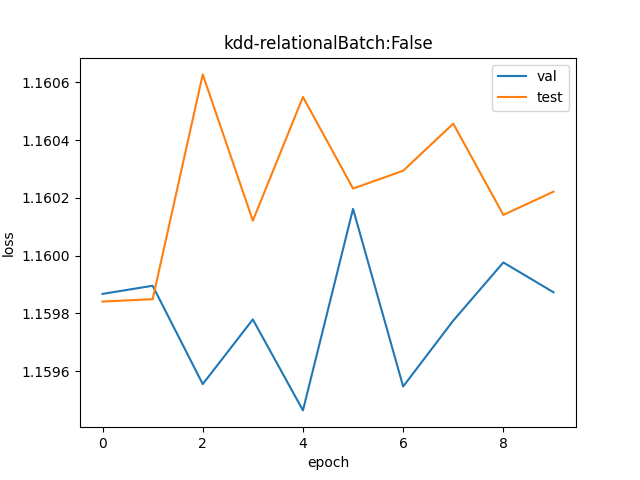 kdd-relationalBatch:False
val
test
1.1606
1.1604
1.1602
1.1600
1.1598
1.1596
loss
0 2 4 6 8
epoch